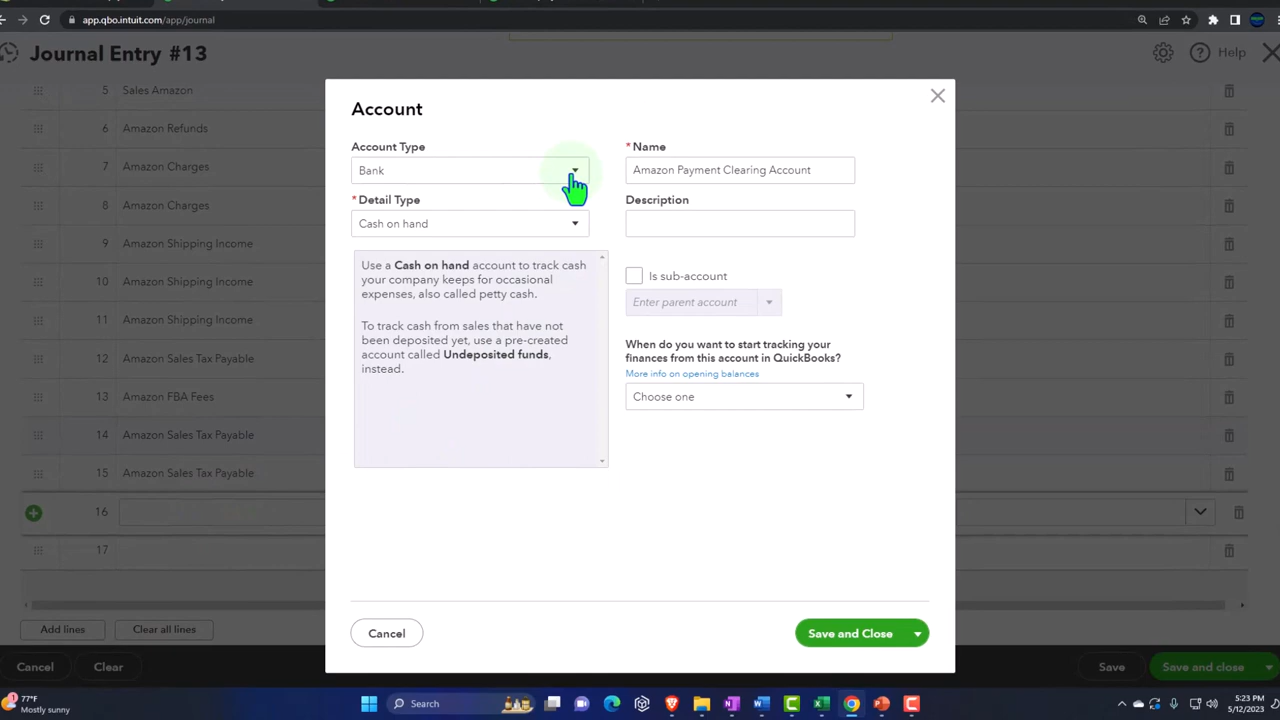 app.qbo.intuit.com/app/journal
Journal Entry #13
Help
5 Sales Amazon
6 Amazon Refunds
7 Amazon Charges
8 Amazon Charges
9 Amazon Shipping Income
10 Amazon Shipping Income
11 Amazon Shipping Income
12 Amazon Sales Tax Payable
13 Amazon FBA Fees
14 Amazon Sales Tax Payable
15 Amazon Sales Tax Payable
16
17
Add lines
Clear all lines
Cancel
Clear
Save
Save and close
Account
Account Type
Bank
* Detail Type
Cash on hand
Use a Cash on hand account to track cash
your company keeps for occasional
expenses, also called petty cash.
To track cash from sales that have not
been deposited yet, use a pre-created
account called Undeposited funds,
instead.
* Name
Amazon Payment Clearing Account
Description
Is sub-account
Enter parent account
When do you want to start tracking your
finances from this account in QuickBooks?
More info on opening balances
Choose one
Cancel
Save and Close
77°F
Mostly sunny
Search
5:23 PM
5/12/2023